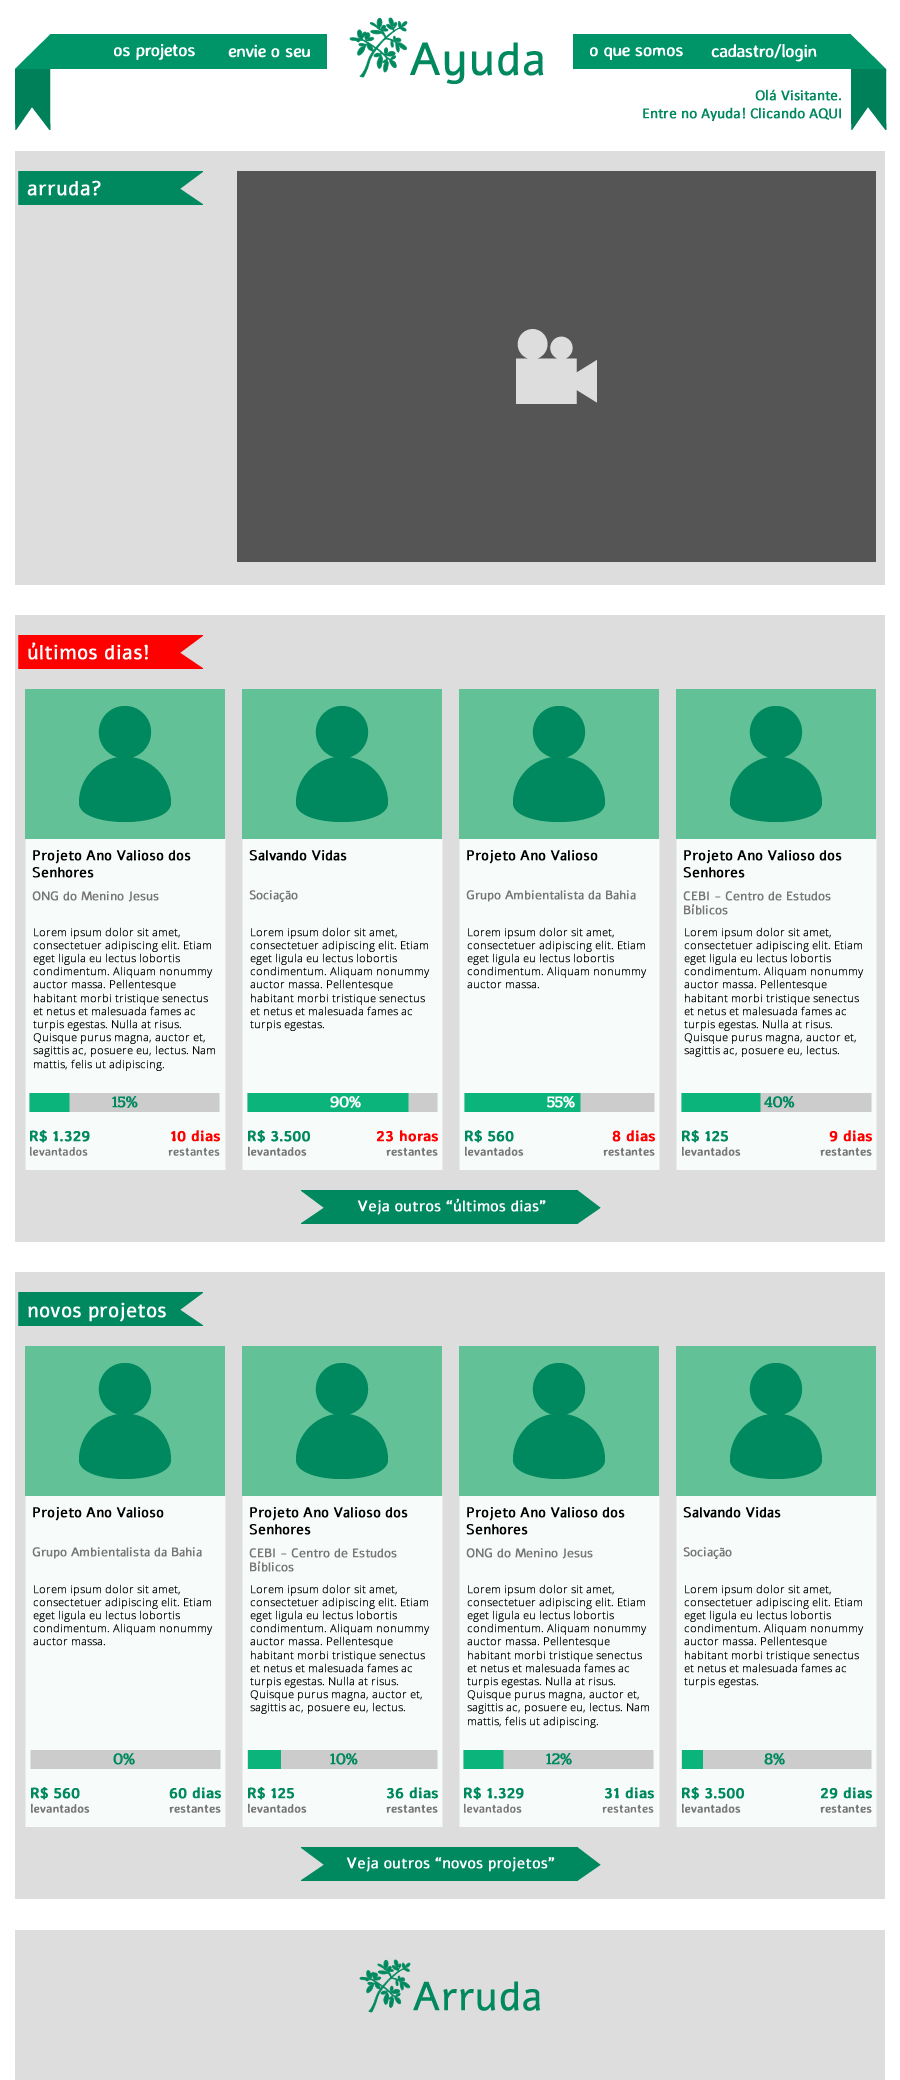 os projetos
envie o seu
Ayuda
o que somos
cadastro/login
Olá Visitante.
Entre no Ayuda! Clicando AQUI
arruda?
últimos dias!
Projeto Ano Valioso dos
Senhores
ONG do Menino Jesus
Lorem ipsum dolor sit amet,
consectetuer adipiscing elit. Etiam
eget ligula eu lectus lobortis
condimentum. Aliquam nonummy
auctor massa. Pellentesque
habitant morbi tristique senectus
et netus et malesuada fames ac
turpis egestas. Nulla at risus.
Quisque purus magna, auctor et,
sagittis ac, posuere eu, lectus. Nam
mattis, felis ut adipiscing.
15%
R$ 1.329
10 dias
levantados
restantes
Salvando Vidas
Sociação
Lorem ipsum dolor sit amet,
consectetuer adipiscing elit. Etiam
eget ligula eu lectus lobortis
condimentum. Aliquam nonummy
auctor massa. Pellentesque
habitant morbi tristique senectus
et netus et malesuada fames ac
turpis egestas.
90%
R$ 3.500
23 horas
levantados
restantes
Projeto Ano Valioso
Grupo Ambientalista da Bahia
Lorem ipsum dolor sit amet,
consectetuer adipiscing elit. Etiam
eget ligula eu lectus lobortis
condimentum. Aliquam nonummy
auctor massa.
55%
R$ 560
8 dias
levantados
restantes
Projeto Ano Valioso dos
Senhores
CEBI – Centro de Estudos
Bíblicos
Lorem ipsum dolor sit amet,
consectetuer adipiscing elit. Etiam
eget ligula eu lectus lobortis
condimentum. Aliquam nonummy
auctor massa. Pellentesque
habitant morbi tristique senectus
et netus et malesuada fames ac
turpis egestas. Nulla at risus.
Quisque purus magna, auctor et,
sagittis ac, posuere eu, lectus.
40%
R$ 125
9 dias
levantados
restantes
Veja outros “últimos dias”
novos projetos
Projeto Ano Valioso
Grupo Ambientalista da Bahia
Lorem ipsum dolor sit amet,
consectetuer adipiscing elit. Etiam
eget ligula eu lectus lobortis
condimentum. Aliquam nonummy
auctor massa.
0%
R$ 560
60 dias
levantados
restantes
Projeto Ano Valioso dos
Senhores
CEBI – Centro de Estudos
Bíblicos
Lorem ipsum dolor sit amet,
consectetuer adipiscing elit. Etiam
eget ligula eu lectus lobortis
condimentum. Aliquam nonummy
auctor massa. Pellentesque
habitant morbi tristique senectus
et netus et malesuada fames ac
turpis egestas. Nulla at risus.
Quisque purus magna, auctor et,
sagittis ac, posuere eu, lectus.
10%
R$ 125
36 dias
levantados
restantes
Projeto Ano Valioso dos
Senhores
ONG do Menino Jesus
Lorem ipsum dolor sit amet,
consectetuer adipiscing elit. Etiam
eget ligula eu lectus lobortis
condimentum. Aliquam nonummy
auctor massa. Pellentesque
habitant morbi tristique senectus
et netus et malesuada fames ac
turpis egestas. Nulla at risus.
Quisque purus magna, auctor et,
sagittis ac, posuere eu, lectus. Nam
mattis, felis ut adipiscing.
12%
R$ 1.329
31 dias
levantados
restantes
Salvando Vidas
Sociação
Lorem ipsum dolor sit amet,
consectetuer adipiscing elit. Etiam
eget ligula eu lectus lobortis
condimentum. Aliquam nonummy
auctor massa. Pellentesque
habitant morbi tristique senectus
et netus et malesuada fames ac
turpis egestas.
8%
R$ 3.500
29 dias
levantados
restantes
Veja outros “novos projetos”
Arruda